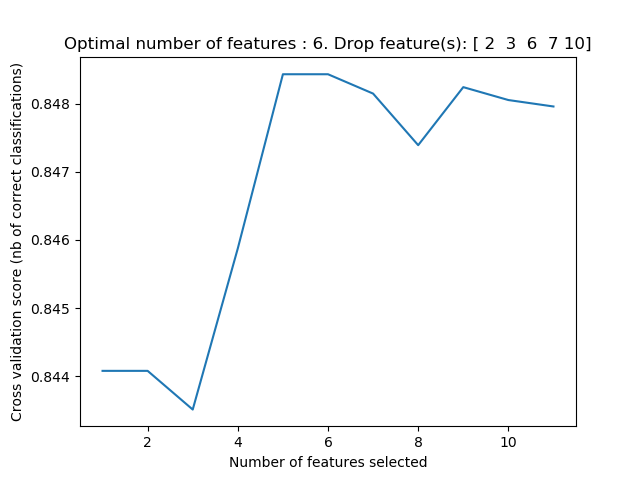 Optimal number of features : 6. Drop feature(s): [ 2  3  6  7 10]
Cross validation score (nb of correct classifications)
0.848
0.847
0.846
0.845
0.844
2 4 6 8 10
Number of features selected